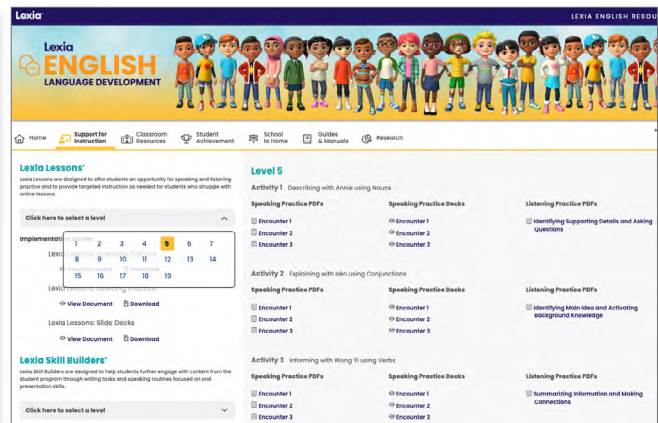 Lexia
LEXIA ENGLISH RESOU
Lexia
ENGLISH
LANGUAGE DEVELOPMENT
Home
Support for Instruction
Classroom Resources
Student Achievement
School to Home
Guides & Manuals
Research
Lexia Lessons®
Lexia Lessons are designed to offer students an opportunity for speaking and listening
practice and to provide targeted instruction as needed for students who struggle with
online lessons.
Click here to select a level
1 2 3 4 5 6 7
8 9 10 11 12 13 14
15 16 17 18 19
View Document Download
Lexia Lessons: Slide Decks
View Document Download
Lexia Skill Builders®
Lexia Skill Builders are designed to help students further engage with content from the
student program through writing tasks and speaking routines focused on oral
presentation skills.
Click here to select a level
Level 5
Activity 1 Describing with Annie using Nouns
Speaking Practice PDFs Speaking Practice Decks Listening Practice PDFs
Encounter 1 Encounter 1 Identifying Supporting Details and Asking
Encounter 2 Encounter 2 Questions
Encounter 3 Encounter 3
Activity 2 Explaining with Isko using Conjunctions
Speaking Practice PDFs Speaking Practice Decks Listening Practice PDFs
Encounter 1 Encounter 1 Identifying Main Idea and Activating
Encounter 2 Encounter 2 Background Knowledge
Encounter 3 Encounter 3
Activity 3 Informing with Wong Yi using Verbs
Speaking Practice PDFs Speaking Practice Decks Listening Practice PDFs
Encounter 1 Encounter 1 Summarizing Information and Making
Encounter 2 Encounter 2 Connections
Encounter 3 Encounter 3